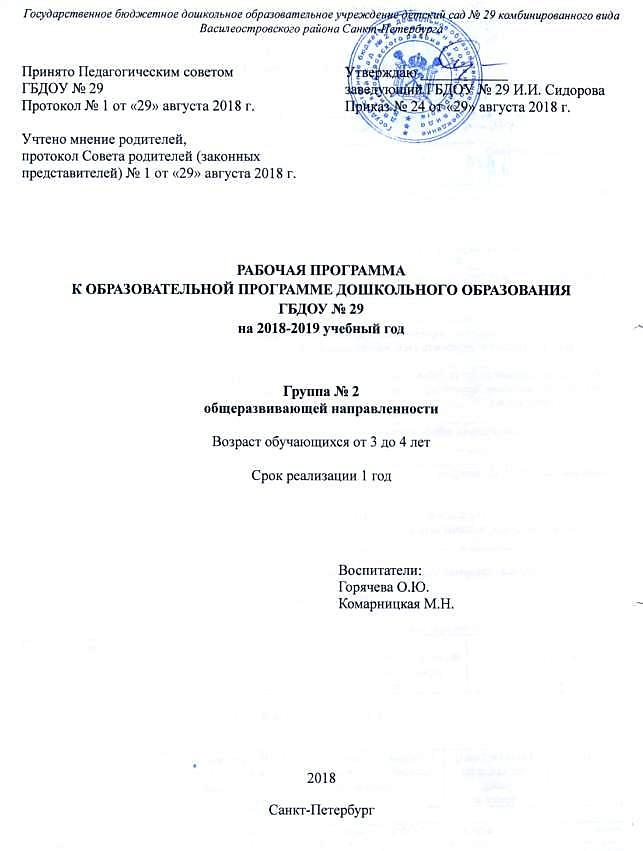 Государственное бюджетное дошкольное образовательное учреждение детский сад № 29 комбинированного вида
Василеостровского района Санкт-Петербурга
Принято Педагогическим советом
ГБДОУ № 29
Протокол № 1 от «29» августа 2018 г.
Учтено мнение родителей,
протокол Совета родителей (законных
представителей) № 1 от «29» августа 2018 г.
Утверждаю
заведующий ГБДОУ № 29 И.И. Сидорова
Приказ № 24 от «29» августа 2018 г.
РАБОЧАЯ ПРОГРАММА
К ОБРАЗОВАТЕЛЬНОЙ ПРОГРАММЕ ДОШКОЛЬНОГО ОБРАЗОВАНИЯ
ГБДОУ № 29
на 2018-2019 учебный год
Группа № 2
общеразвивающей направленности
Возраст обучающихся от 3 до 4 лет
Срок реализации 1 год
Воспитатели:
Горячева О.Ю.
Комарницкая М.Н.
2018
Санкт-Петербург